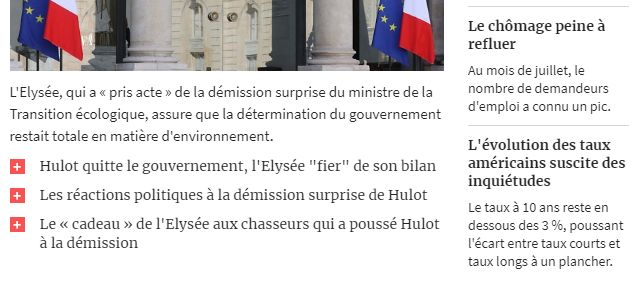 L'Elysée, qui a « pris acte » de la démission surprise du ministre de la
Transition écologique, assure que la détermination du gouvernement
restait totale en matière d'environnement.
Hulot quitte le gouvernement, l'Elysée "fier" de son bilan
Les réactions politiques à la démission surprise de Hulot
Le « cadeau » de l'Elysée aux chasseurs qui a poussé Hulot
à la démission
Le chômage peine à
refluer
Au mois de juillet, le
nombre de demandeurs
d'emploi a connu un pic.
L'évolution des taux
américains suscite des
inquiétudes
Le taux à 10 ans reste en
dessous des 3 %, poussant
l'écart entre taux courts et
taux longs à un plancher.